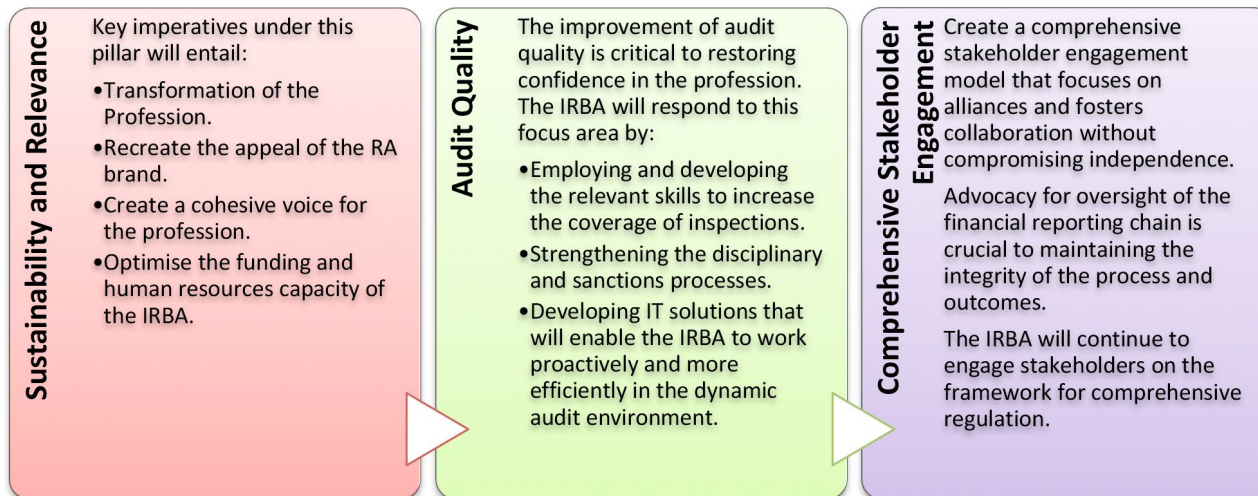 Sustainability and Relevance
Key imperatives under this
pillar will entail:
•Transformation of the
Profession.
•Recreate the appeal of the RA
brand.
•Create a cohesive voice for
the profession.
•Optimise the funding and
human resources capacity of
the IRBA.
Audit Quality
The improvement of audit
quality is critical to restoring
confidence in the profession.
The IRBA will respond to this
focus area by:
•Employing and developing
the relevant skills to increase
the coverage of inspections.
•Strengthening the disciplinary
and sanctions processes.
•Developing IT solutions that
will enable the IRBA to work
proactively and more
efficiently in the dynamic
audit environment.
Comprehensive Stakeholder
Engagement
Create a comprehensive
stakeholder engagement
model that focuses on
alliances and fosters
collaboration without
compromising independence.
Advocacy for oversight of the
financial reporting chain is
crucial to maintaining the
integrity of the process and
outcomes.
The IRBA will continue to
engage stakeholders on the
framework for comprehensive
regulation.